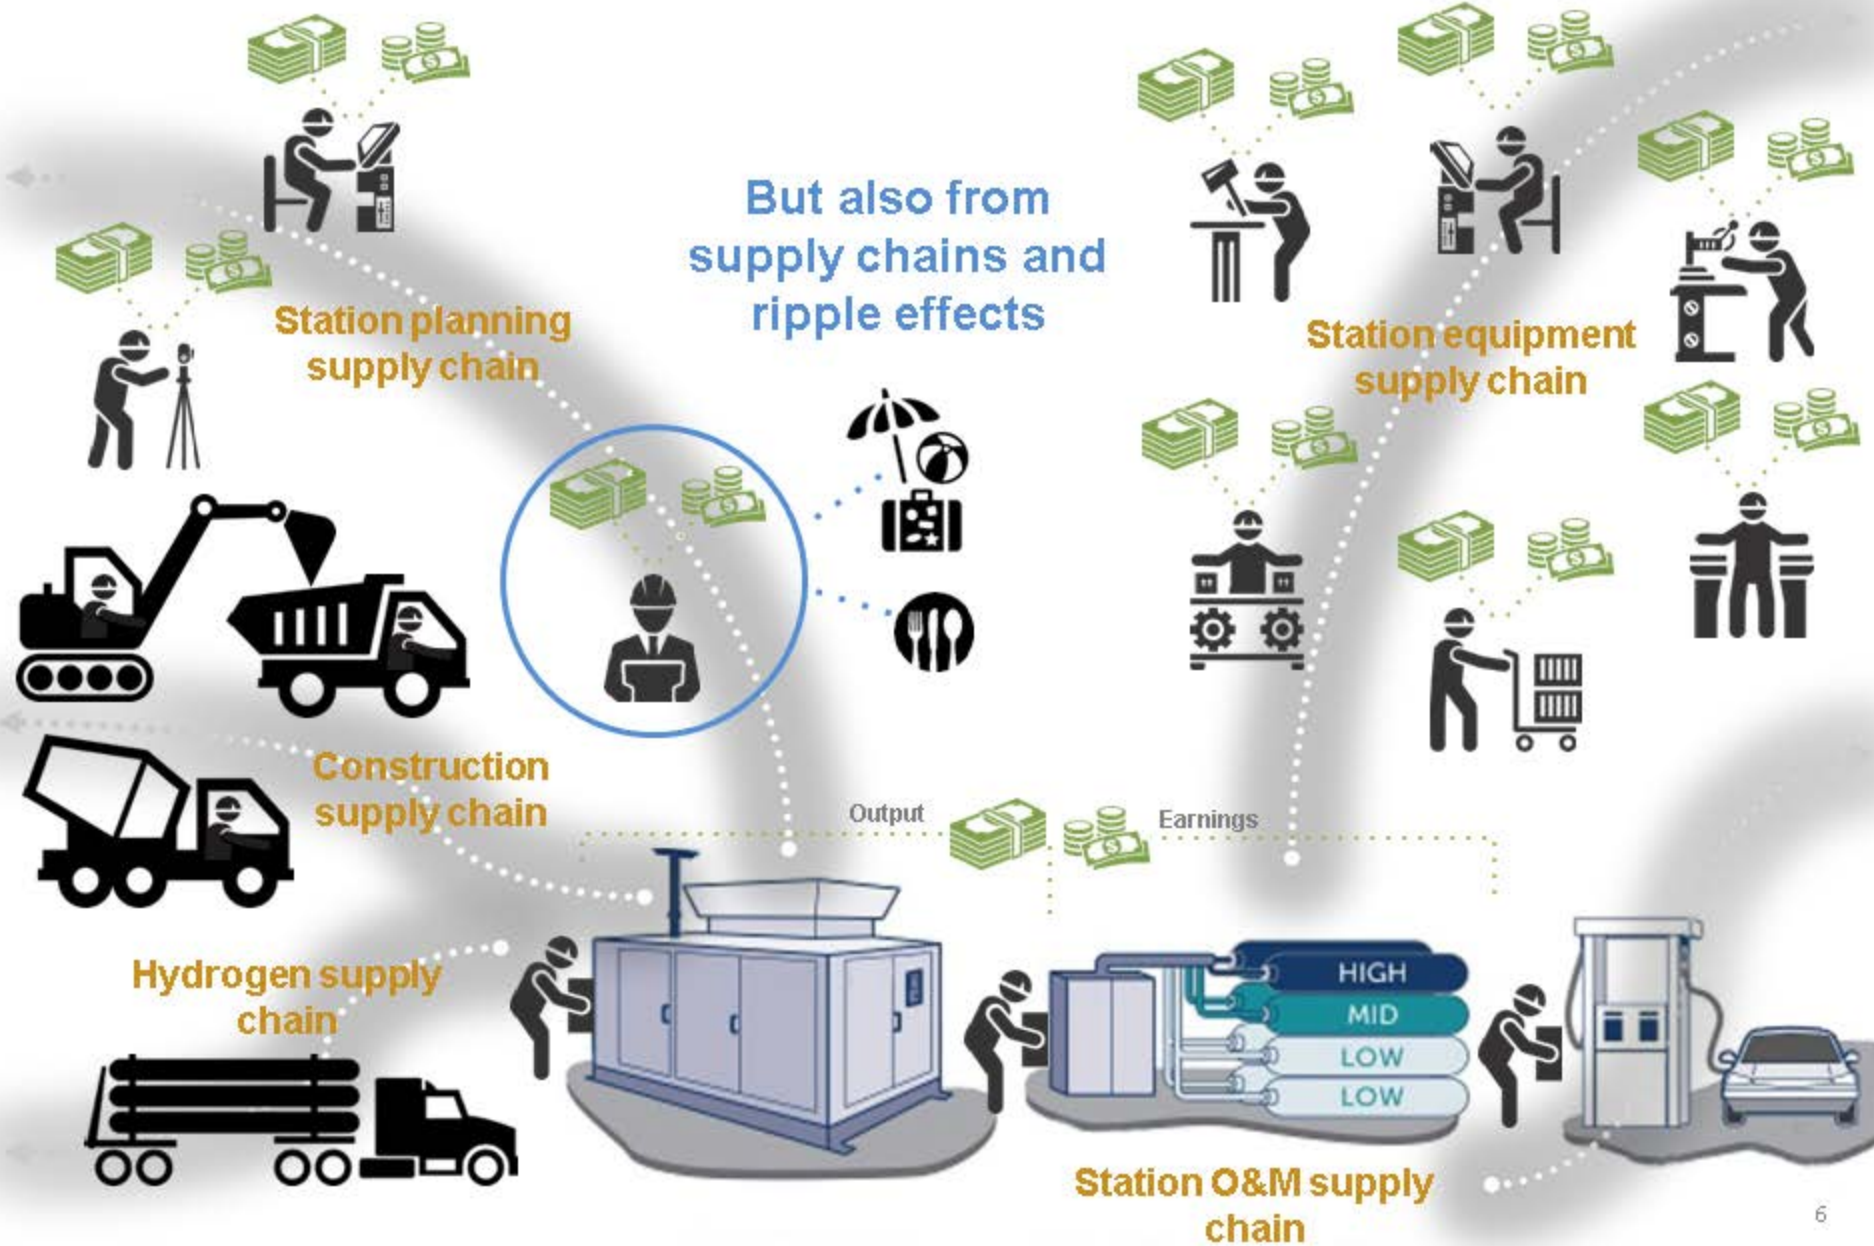 But also from
supply chains and
ripple effects
Station planning
supply chain
Station equipment
supply chain
Construction
supply chain
Output
Earnings
Hydrogen supply
chain
HIGH
MID
LOW
LOW
Station O&M supply
chain
6